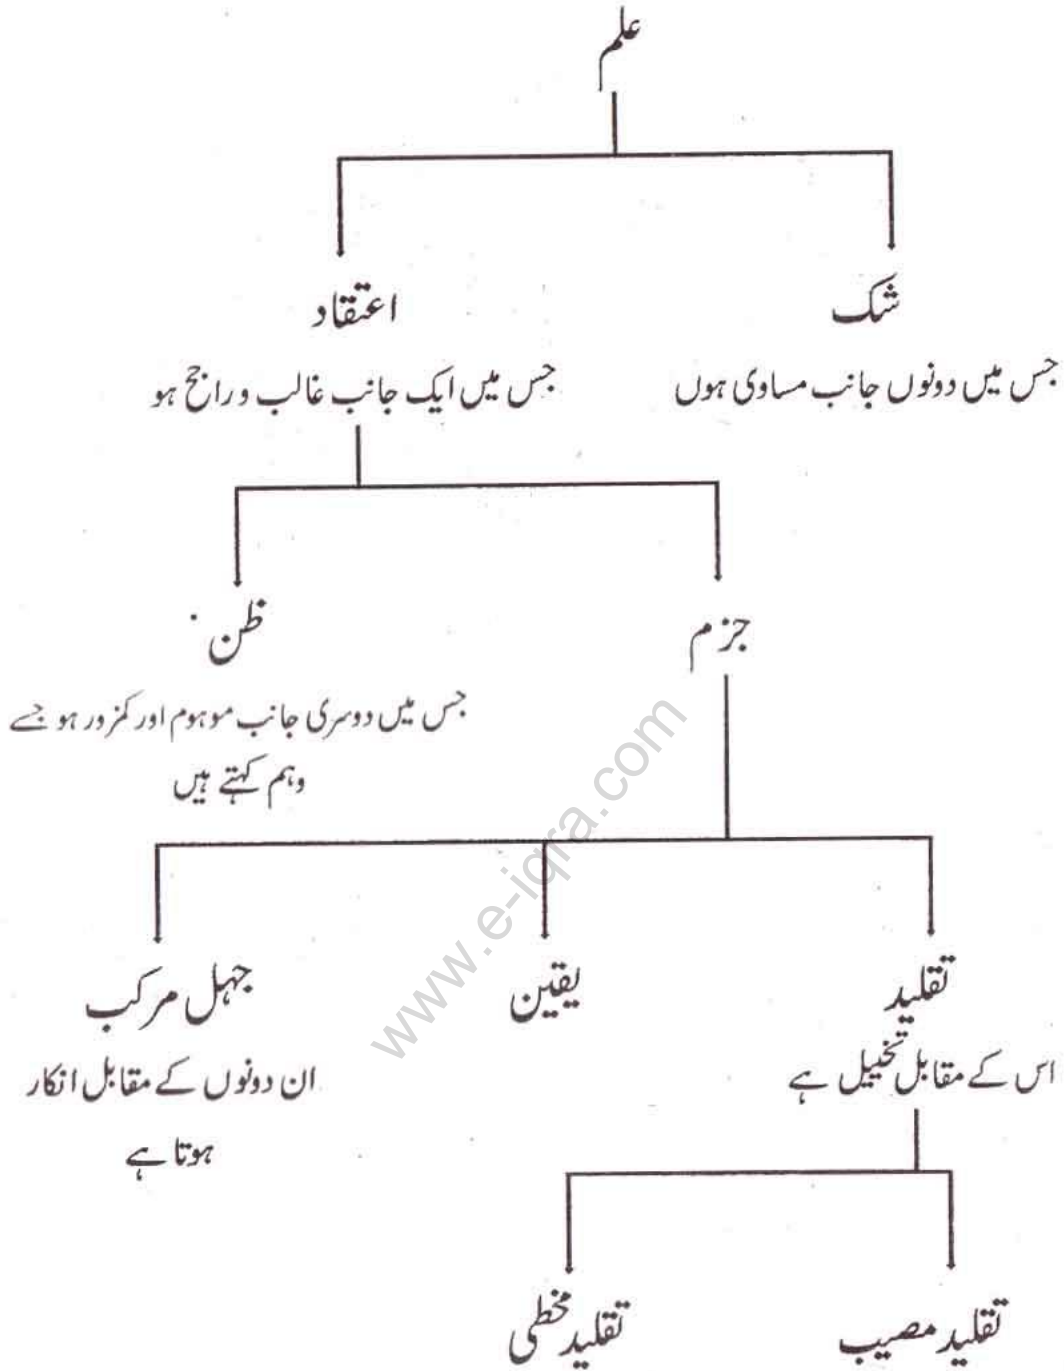 علم
شک
اعتقاد
جس میں دونوں جانب مساوی ہوں
جس میں ایک جانب غالب و راجح ہو
جزم
ظن
جس میں دوسری جانب موہوم اور کمزور ہو جسے
وہم کہتے ہیں
www.e-iqra.com
تقلید
یقین
جہل مرکب
اس کے مقابل تخییل ہے
ان دونوں کے مقابل انکار
ہوتا ہے
تقلید مصیب
تقلید مخطی